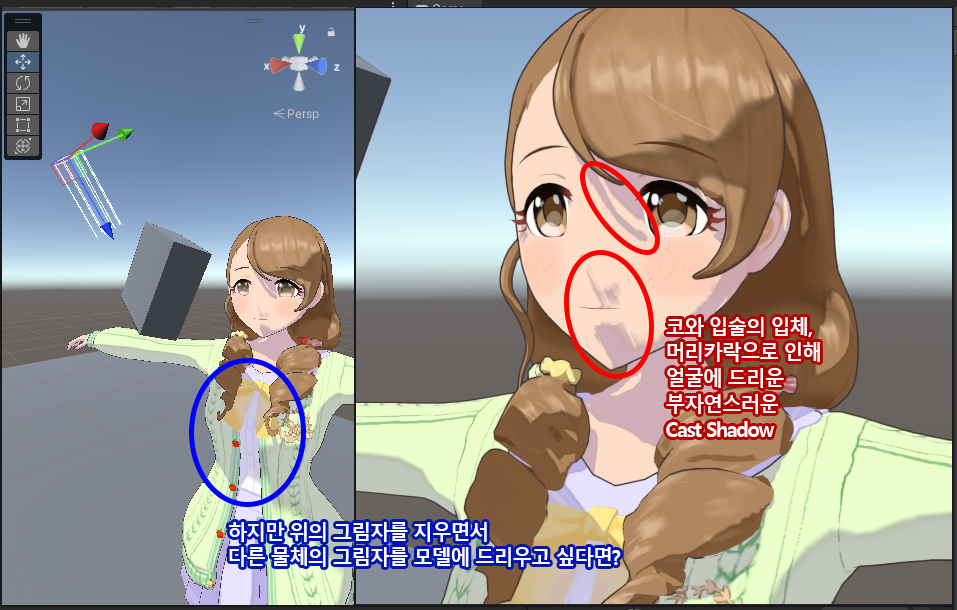 y
x
z
Persp
코와 입술의 입체,
머리카락으로 인해
얼굴에 드리운
부자연스러운
Cast Shadow
하지만 위의 그림자를 지우면서
다른 물체의 그림자를 모델에 드리우고 싶다면?